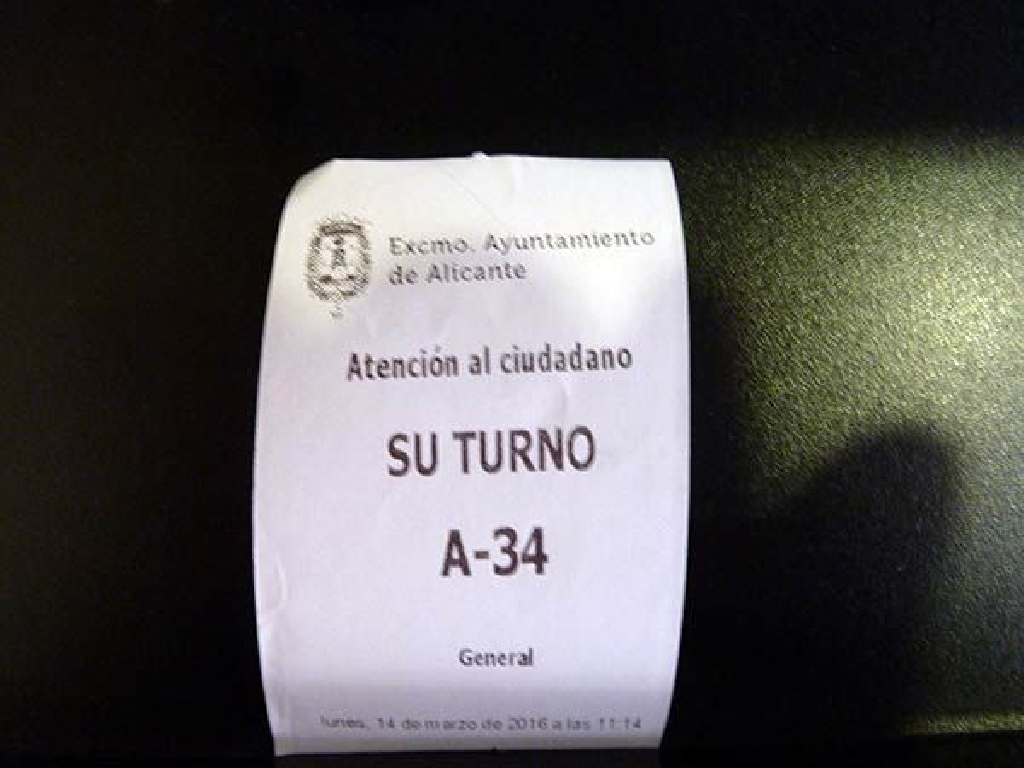 Excmo. Ayuntamiento
de Alicante
Atención al ciudadano
SU TURNO
A-34
General
lunes, 14 de marzo de 2016 a las 11:14